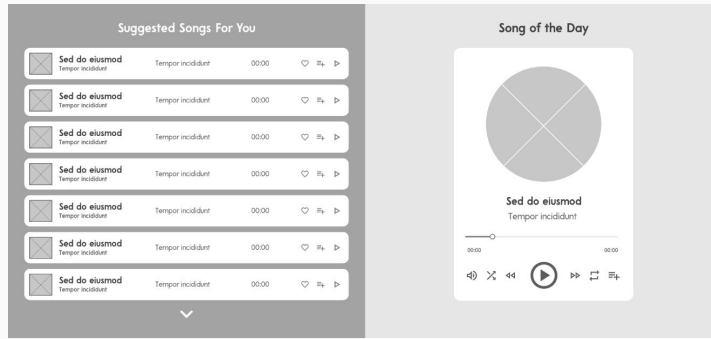 Suggested Songs For You
Sed do eiusmod
Tempor incididunt
Tempor incididunt
00:00
Sed do eiusmod
Tempor incididunt
Tempor incididunt
00:00
Sed do eiusmod
Tempor incididunt
Tempor incididunt
00:00
Sed do eiusmod
Tempor incididunt
Tempor incididunt
00:00
Sed do eiusmod
Tempor incididunt
Tempor incididunt
00:00
Sed do eiusmod
Tempor incididunt
Tempor incididunt
00:00
Sed do eiusmod
Tempor incididunt
Tempor incididunt
00:00
Song of the Day
Sed do eiusmod
Tempor incididunt
00:00 00:00